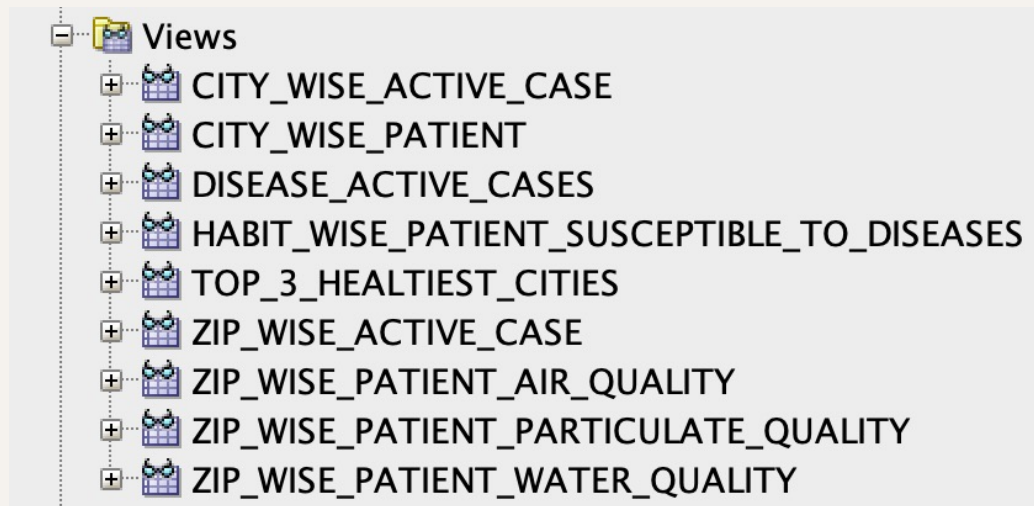 Views
CITY_WISE_ACTIVE_CASE
CITY_WISE_PATIENT
DISEASE_ACTIVE_CASES
HABIT_WISE_PATIENT_SUSCEPTIBLE_TO_DISEASES
TOP_3_HEALTIEST_CITIES
ZIP_WISE_ACTIVE_CASE
ZIP_WISE_PATIENT_AIR_QUALITY
ZIP_WISE_PATIENT_PARTICULATE_QUALITY
ZIP_WISE_PATIENT_WATER_QUALITY